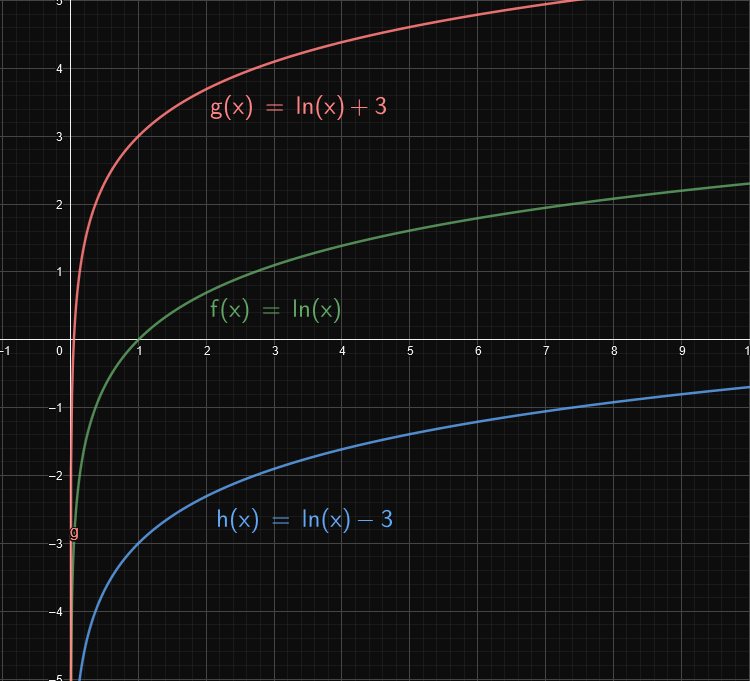 5
4
g(x) = ln(x) + 3
3
2
1
f(x) = ln(x)
−1 0 1 2 3 4 5 6 7 8 9 1
−1
−2
h(x) = ln(x) − 3
g
−3
−4
−5